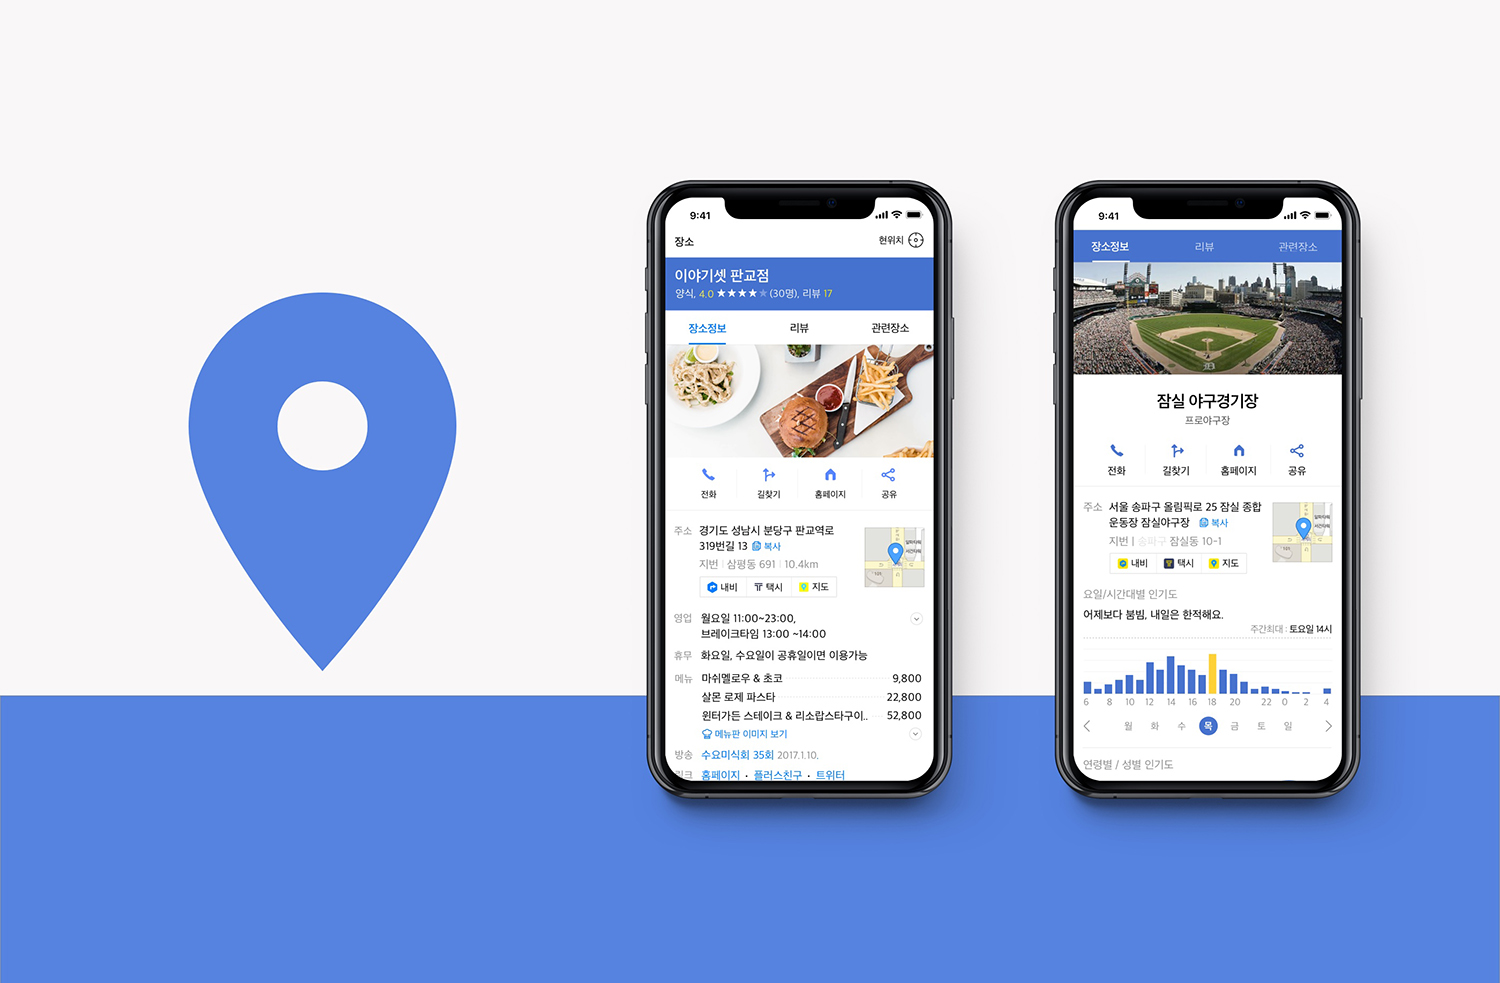 9:41
장소
현위치
이야기셋 판교점
양식, 4.0 ★★★★★ (30명), 리뷰 17
장소정보 리뷰 관련장소
전화 길찾기 홈페이지 공유
주소 경기도 성남시 분당구 판교역로
319번길 13 복사
지번 | 삼평동 691 | 10.4km
내비 택시 지도
영업 월요일 11:00~23:00,
브레이크타임 13:00 ~14:00
휴무 화요일, 수요일이 공휴일이면 이용가능
메뉴 마쉬멜로우 & 초코 9,800
살몬 로제 파스타 22,800
윈터가든 스테이크 & 리소랍스타구이.. 52,800
메뉴판 이미지 보기
방송 수요미식회 35회 2017.1.10.
링크 홈페이지 • 플러스친구 • 트위터
9:41
장소정보 리뷰 관련장소
잠실 야구경기장
프로야구장
전화 길찾기 홈페이지 공유
주소 서울 송파구 올림픽로 25 잠실 종합
운동장 잠실야구장 복사
지번 | 송파구 잠실동 10-1
내비 택시 지도
요일/시간대별 인기도
어제보다 붐빔, 내일은 한적해요.
주간최대 : 토요일 14시
6 8 10 12 14 16 18 20 22 0 2 4
월 화 수 목 금 토 일
연령별 / 성별 인기도